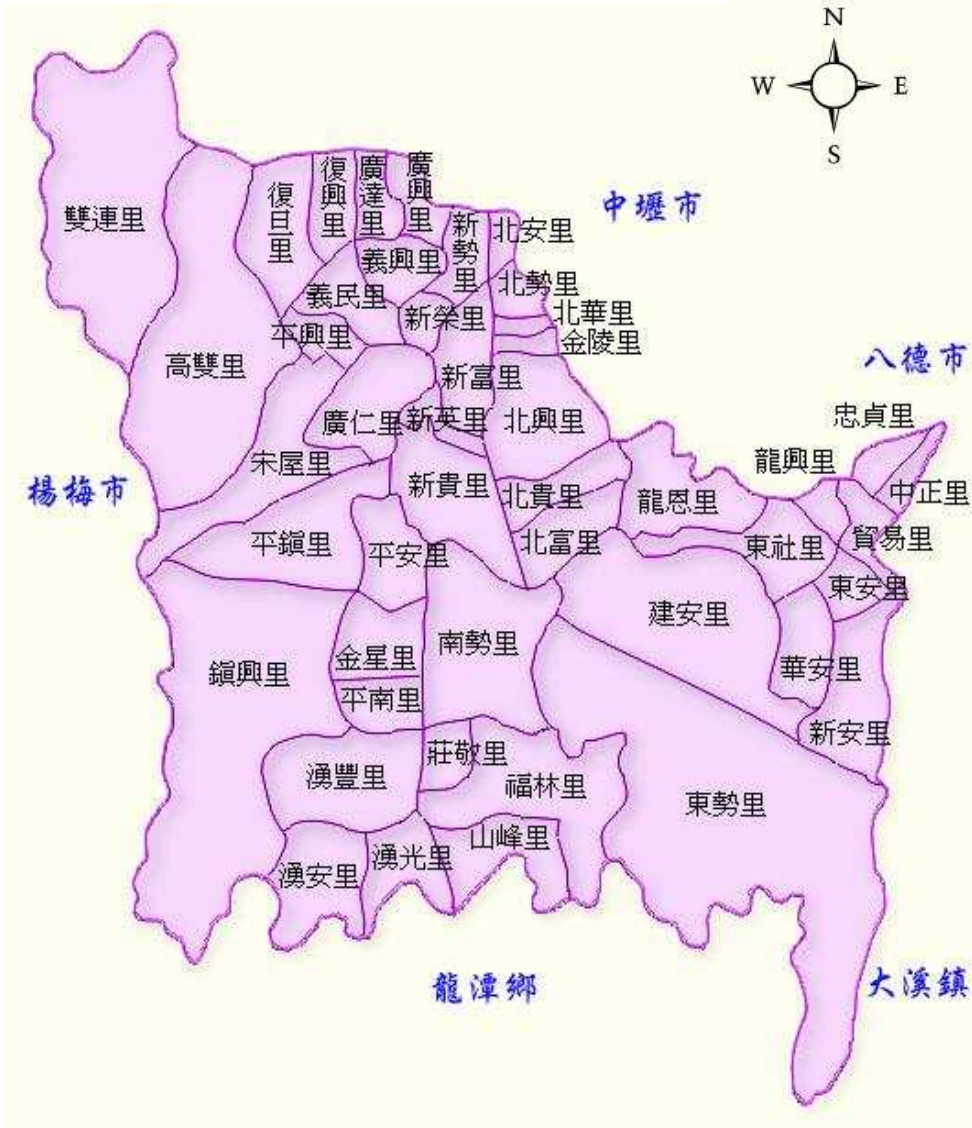 N
W E
S
中壢市
八德市
楊梅市
龍潭鄉
大溪鎮
雙連里
高雙里
復旦里
復興里
廣達里
廣興里
新勢里
北安里
義興里
義民里
北勢里
北華里
金陵里
新榮里
平興里
新富里
廣仁里
新英里
北興里
宋屋里
新貴里
北貴里
龍恩里
龍興里
忠貞里
中正里
貿易里
平鎮里
平安里
北富里
東社里
東安里
建安里
華安里
新安里
鎮興里
金星里
平南里
南勢里
莊敬里
湧豐里
福林里
東勢里
山峰里
湧光里
湧安里